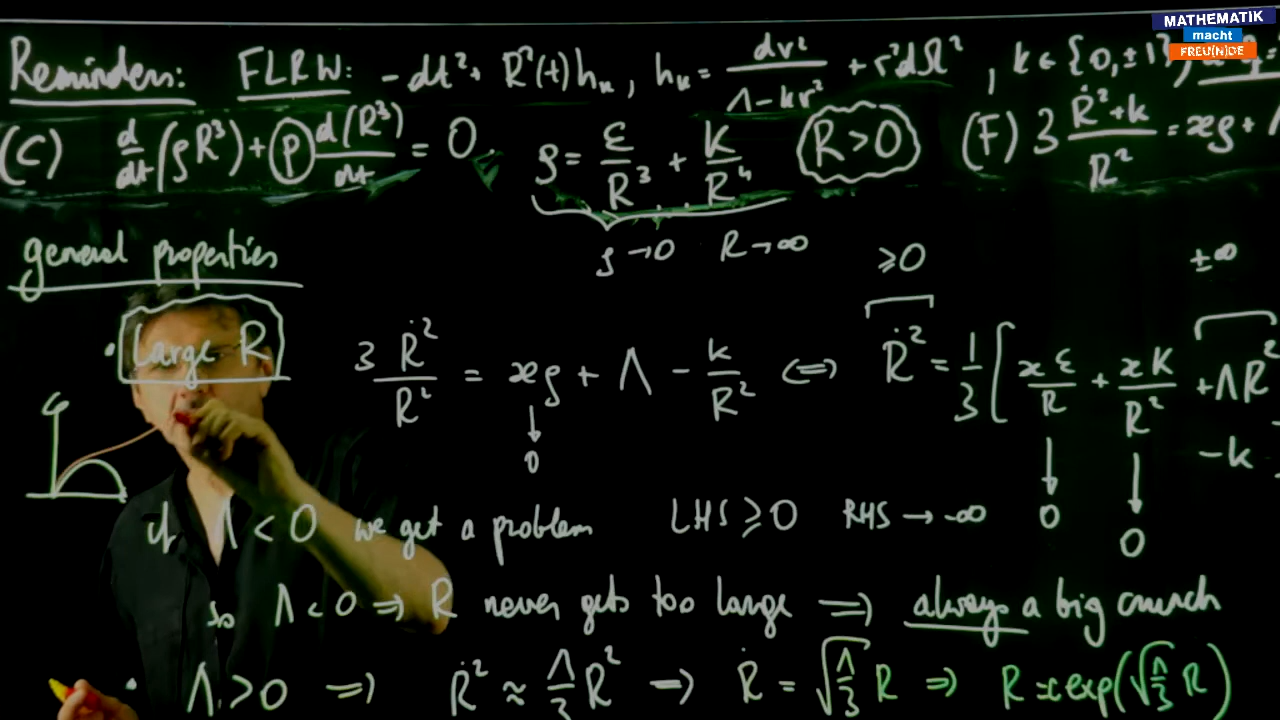 MATHEMATIK
macht
FREU(N)DE
Reminders: FLRW: -dt²+ R²(t)hₖ, hₖ = dr²/(1-kr²) + r²dΩ², k∈{0,±1},
(C) d/dt(ρR³)+ p d(R³)/dt = 0. ρ = ε/R³ + K/R⁴ R>0 (F) 3 (Ṙ²+k)/R² = ϰρ+Λ
ρ→0 R→∞ ≥0 ±∞
general properties
• large R 3 Ṙ²/R² = ϰρ + Λ - k/R² ⇔ Ṙ² = 1/3 [ ϰε/R + ϰK/R² + ΛR²
-k
0 0 0
if Λ<0 we get a problem LHS ≥0 RHS → -∞
so Λ<0 ⇒ R never gets too large ⇒ always a big crunch
• Λ>0 ⇒ Ṙ² ≈ Λ/3 R² → Ṙ = √(Λ/3) R ⇒ R ≍ exp(√(Λ/3) R)